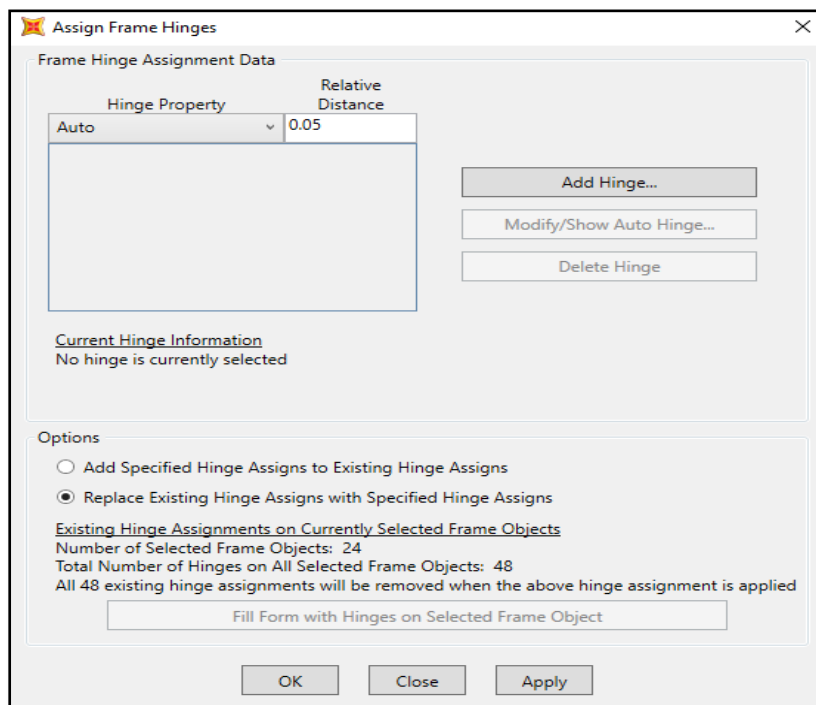 Assign Frame Hinges
Frame Hinge Assignment Data
Hinge Property
Relative
Distance
Auto
0.05
Add Hinge...
Modify/Show Auto Hinge...
Delete Hinge
Current Hinge Information
No hinge is currently selected
Options
Add Specified Hinge Assigns to Existing Hinge Assigns
Replace Existing Hinge Assigns with Specified Hinge Assigns
Existing Hinge Assignments on Currently Selected Frame Objects
Number of Selected Frame Objects: 24
Total Number of Hinges on All Selected Frame Objects: 48
All 48 existing hinge assignments will be removed when the above hinge assignment is applied
Fill Form with Hinges on Selected Frame Object
OK
Close
Apply